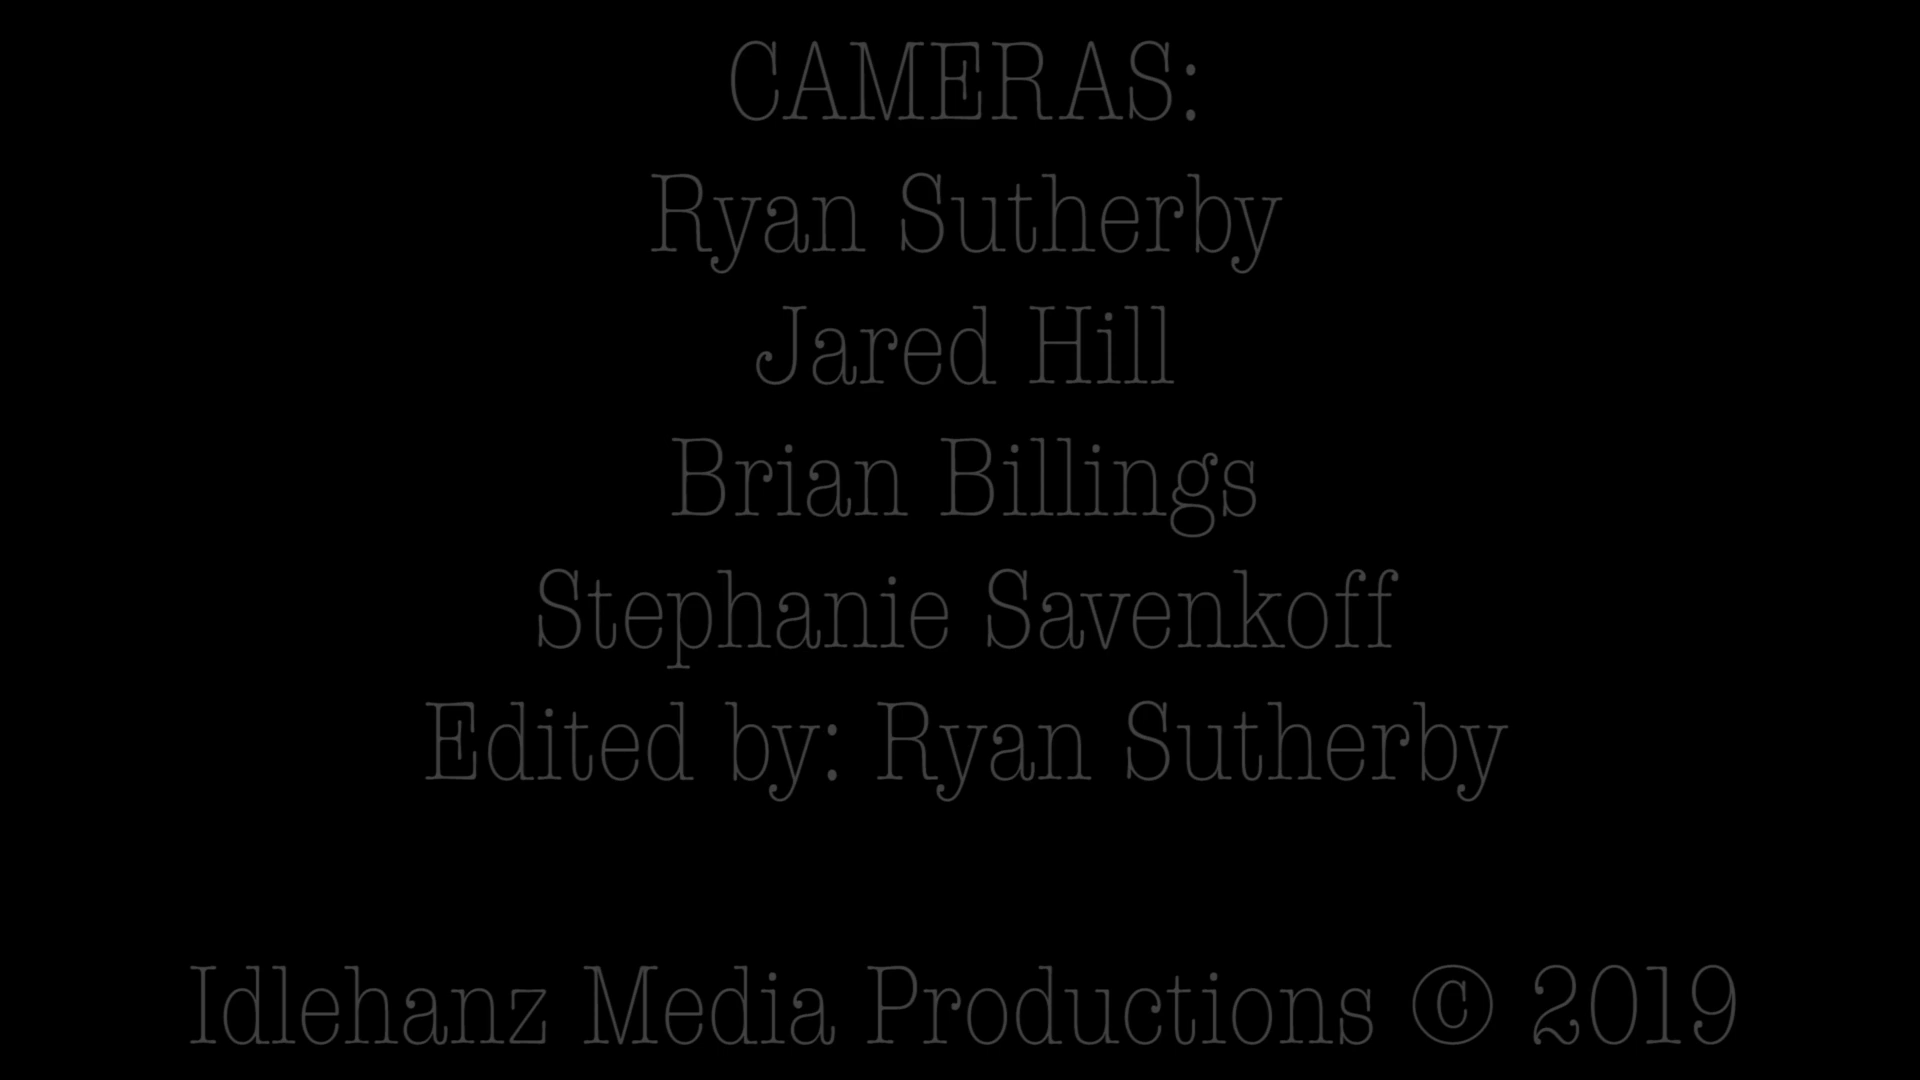 CAMERAS:
Ryan Sutherby
Jared Hill
Brian Billings
Stephanie Savenkoff
Edited by: Ryan Sutherby
Idlehanz Media Productions © 2019